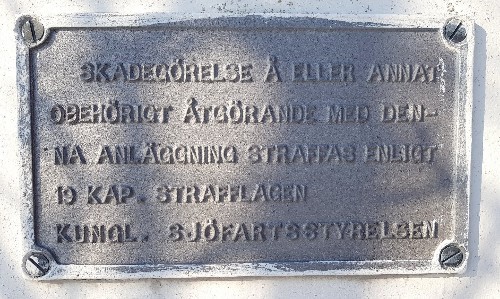 SKADEGÖRELSE Å ELLER ANNAT
OBEHÖRIGT ÅTGÖRANDE MED DEN-
NA ANLÄGGNING STRAFFAS ENLIGT
19 KAP. STRAFFLAGEN
KUNGL. SJÖFARTSSTYRELSEN